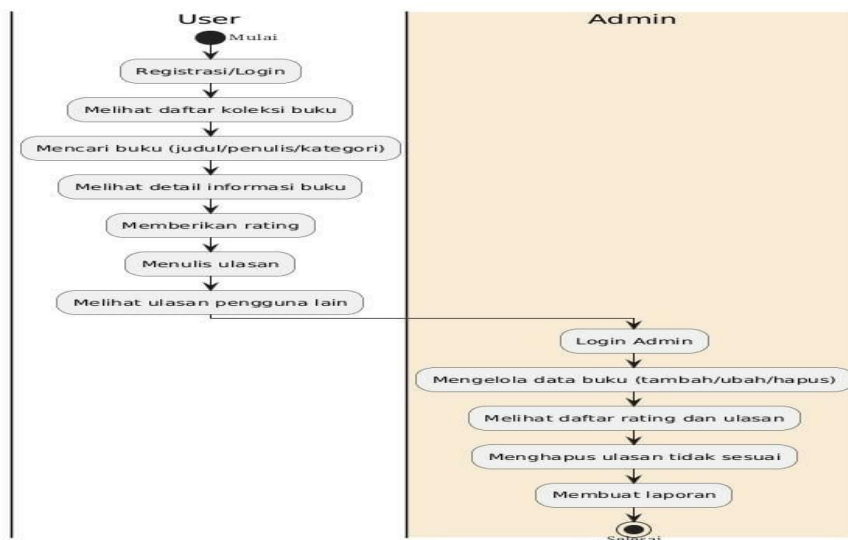 User
Admin
Mulai
Registrasi/Login
Melihat daftar koleksi buku
Mencari buku (judul/penulis/kategori)
Melihat detail informasi buku
Memberikan rating
Menulis ulasan
Melihat ulasan pengguna lain
Login Admin
Mengelola data buku (tambah/ubah/hapus)
Melihat daftar rating dan ulasan
Menghapus ulasan tidak sesuai
Membuat laporan
Selesai